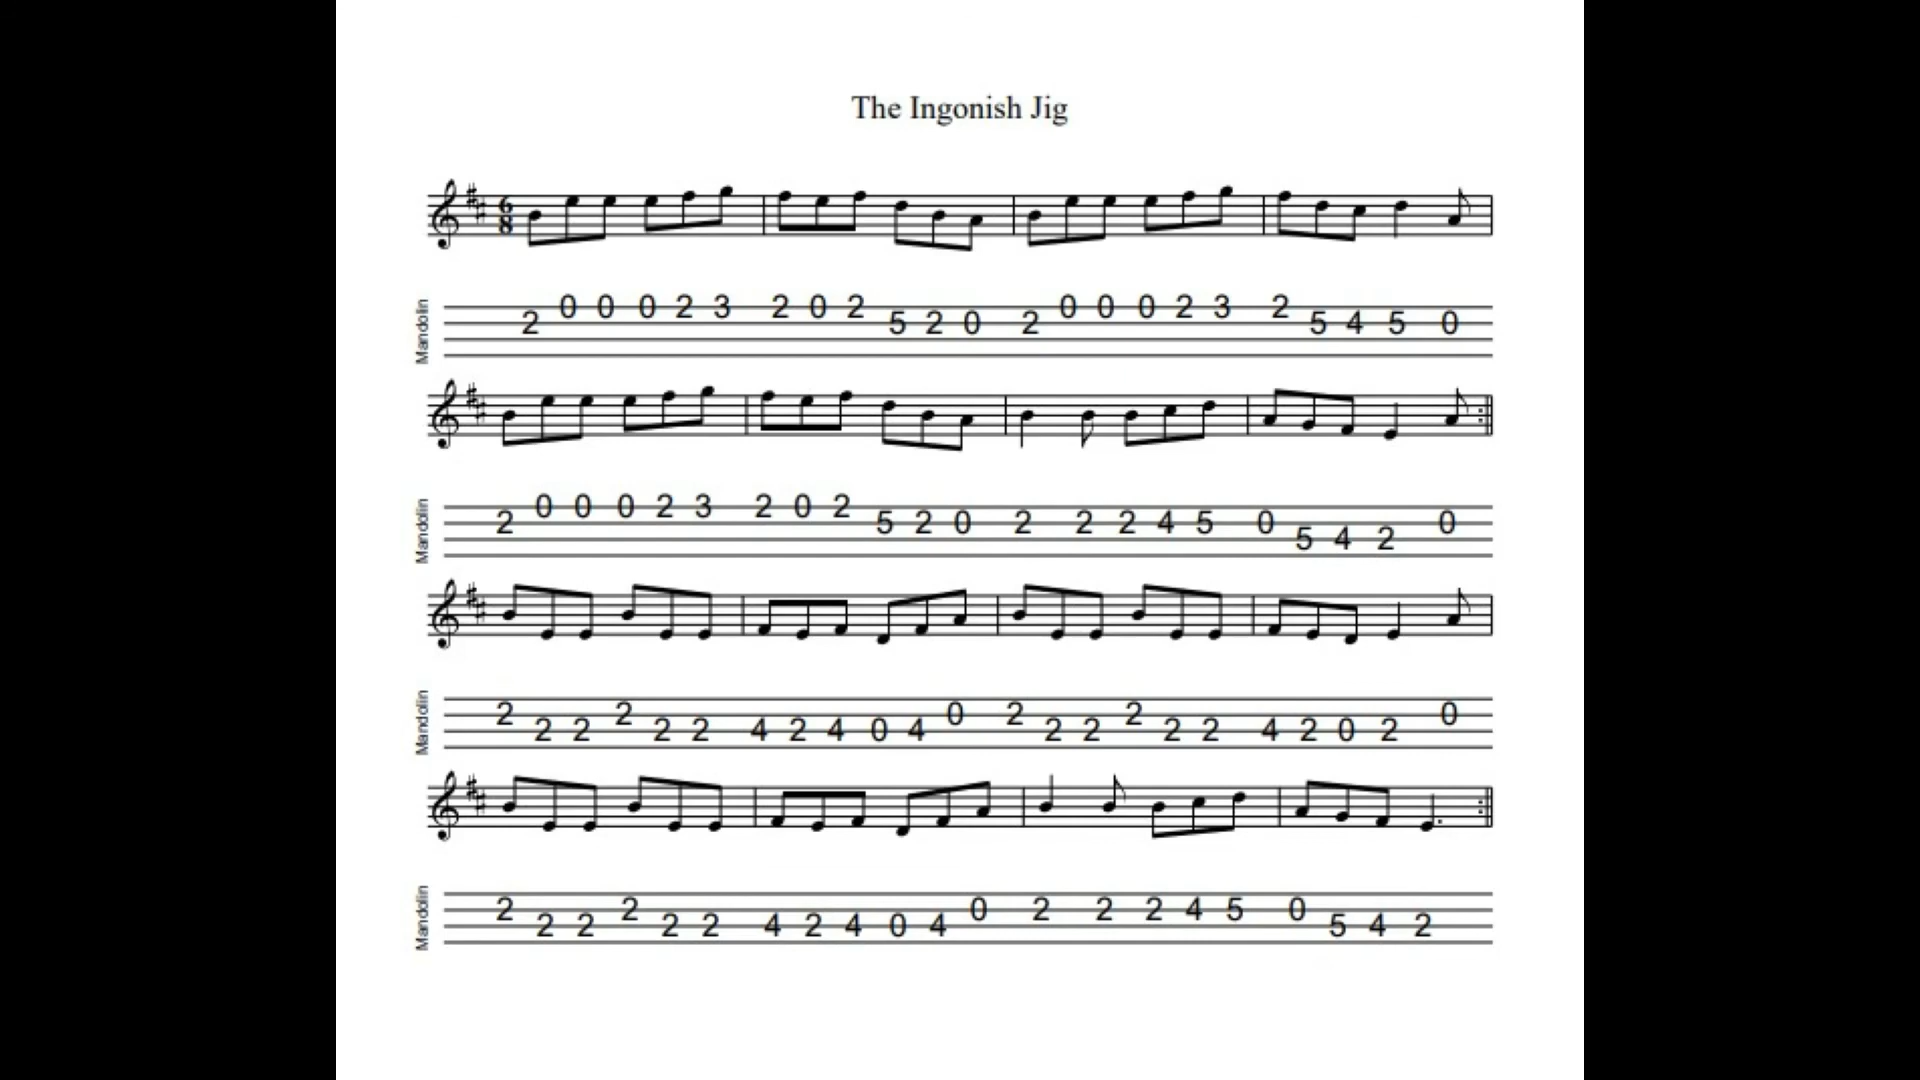 The Ingonish Jig
6
8
Mandolin
2 0 0 0 2 3 2 0 2 5 2 0 2 0 0 0 2 3 2 5 4 5 0
Mandolin
2 0 0 0 2 3 2 0 2 5 2 0 2 2 2 4 5 0 5 4 2 0
Mandolin
2 2 2 2 2 2 4 2 4 0 4 0 2 2 2 2 2 2 4 2 0 2 0
Mandolin
2 2 2 2 2 2 4 2 4 0 4 0 2 2 2 4 5 0 5 4 2